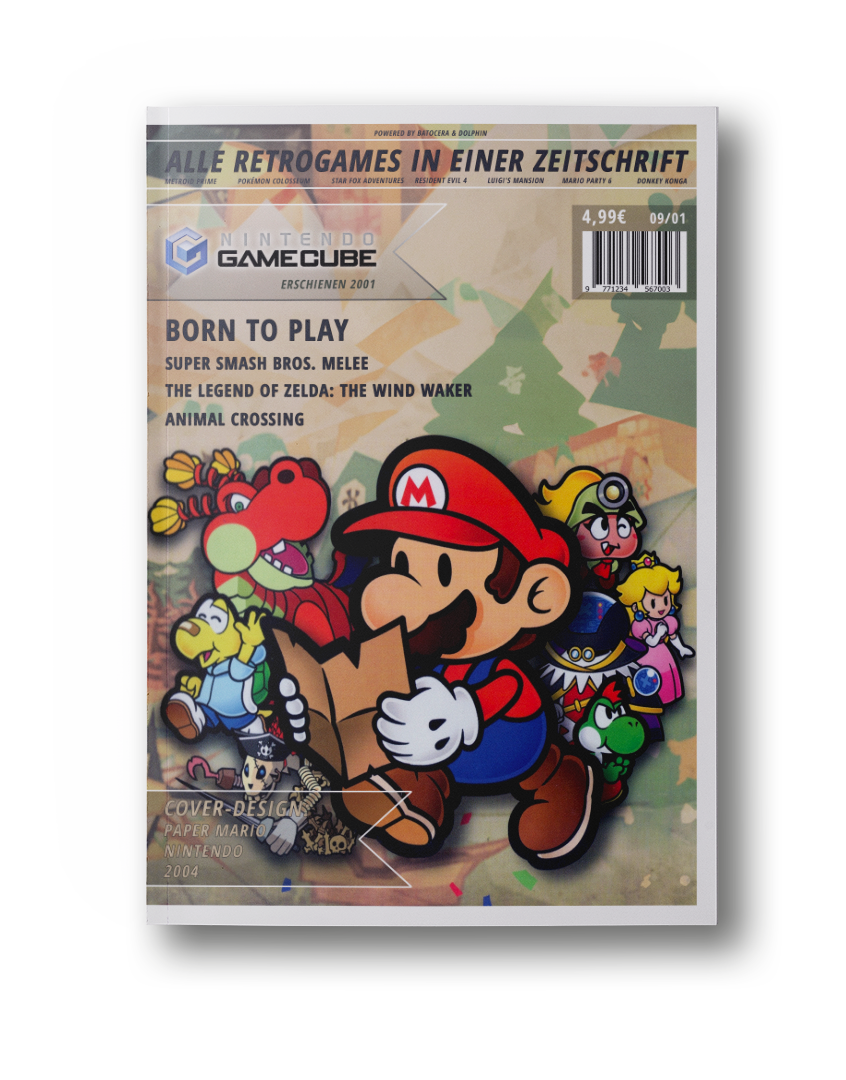 POWERED BY BATOCERA & DOLPHIN
ALLE RETROGAMES IN EINER ZEITSCHRIFT
METROID PRIME POKÉMON COLOSSEUM STAR FOX ADVENTURES RESIDENT EVIL 4 LUIGI'S MANSION MARIO PARTY 6 DONKEY KONGA
4,99€ 09/01
NINTENDO
GAMECUBE
ERSCHIENEN 2001
9 771234 567003
BORN TO PLAY
SUPER SMASH BROS. MELEE
THE LEGEND OF ZELDA: THE WIND WAKER
ANIMAL CROSSING
M
COVER-DESIGN:
PAPER MARIO
NINTENDO
2004